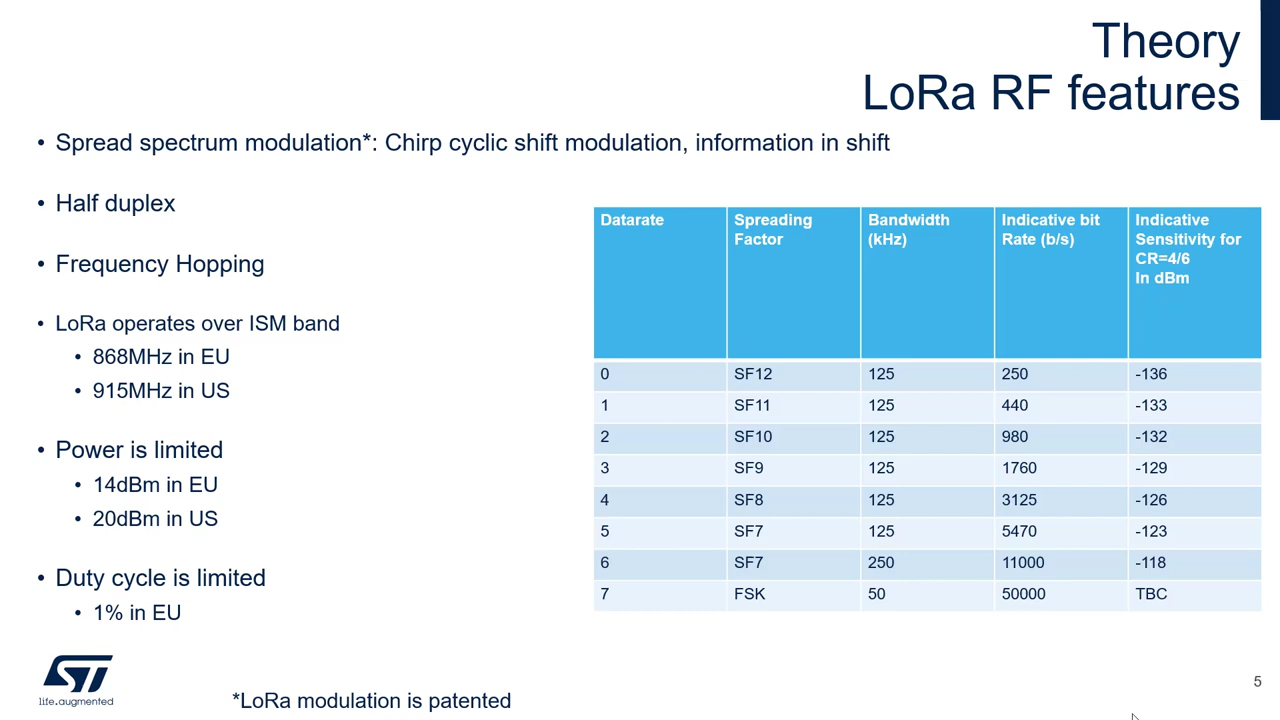 Theory
LoRa RF features
• Spread spectrum modulation*: Chirp cyclic shift modulation, information in shift
• Half duplex
• Frequency Hopping
• LoRa operates over ISM band
• 868MHz in EU
• 915MHz in US
• Power is limited
• 14dBm in EU
• 20dBm in US
• Duty cycle is limited
• 1% in EU
Datarate Spreading Factor Bandwidth (kHz) Indicative bit Rate (b/s) Indicative Sensitivity for CR=4/6 In dBm
0 SF12 125 250 -136
1 SF11 125 440 -133
2 SF10 125 980 -132
3 SF9 125 1760 -129
4 SF8 125 3125 -126
5 SF7 125 5470 -123
6 SF7 250 11000 -118
7 FSK 50 50000 TBC
ST
life.augmented
*LoRa modulation is patented
5